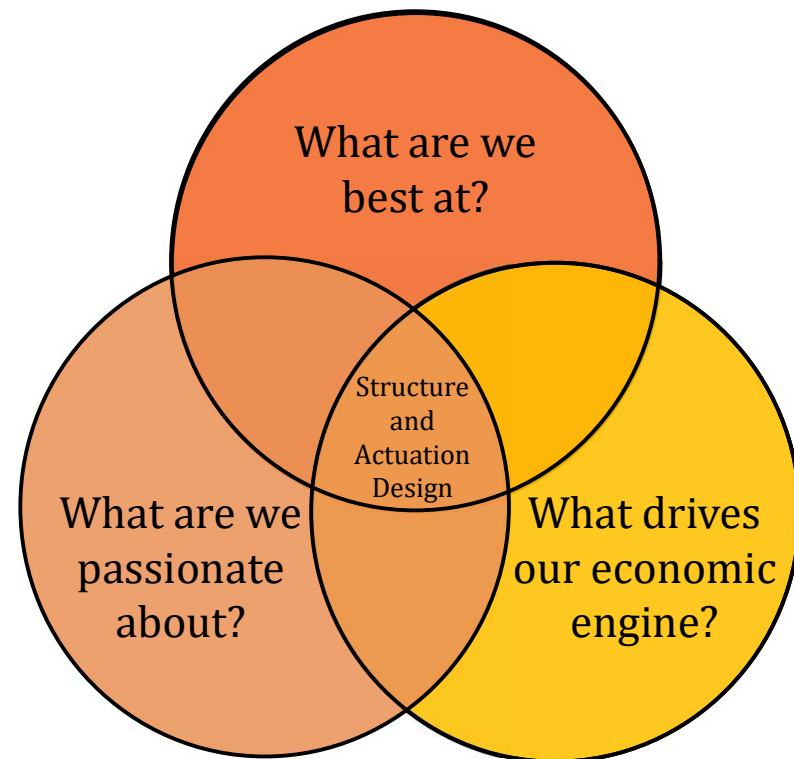 What are we
best at?
Structure
and
Actuation
Design
What are we
passionate
about?
What drives
our economic
engine?